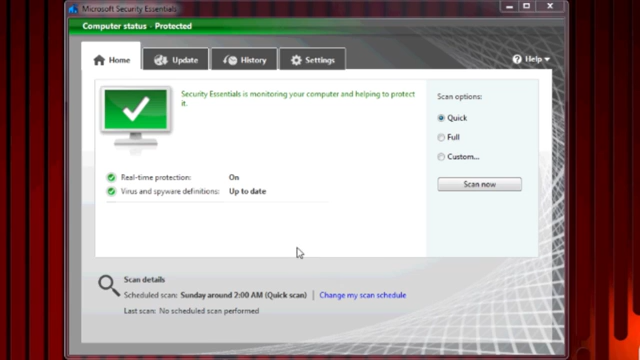 Microsoft Security Essentials
Computer status - Protected
Home
Update
History
Settings
Help
Security Essentials is monitoring your computer and helping to protect
it.
Real-time protection: On
Virus and spyware definitions: Up to date
Scan options:
Quick
Full
Custom...
Scan now
Scan details
Scheduled scan: Sunday around 2:00 AM (Quick scan) | Change my scan schedule
Last scan: No scheduled scan performed